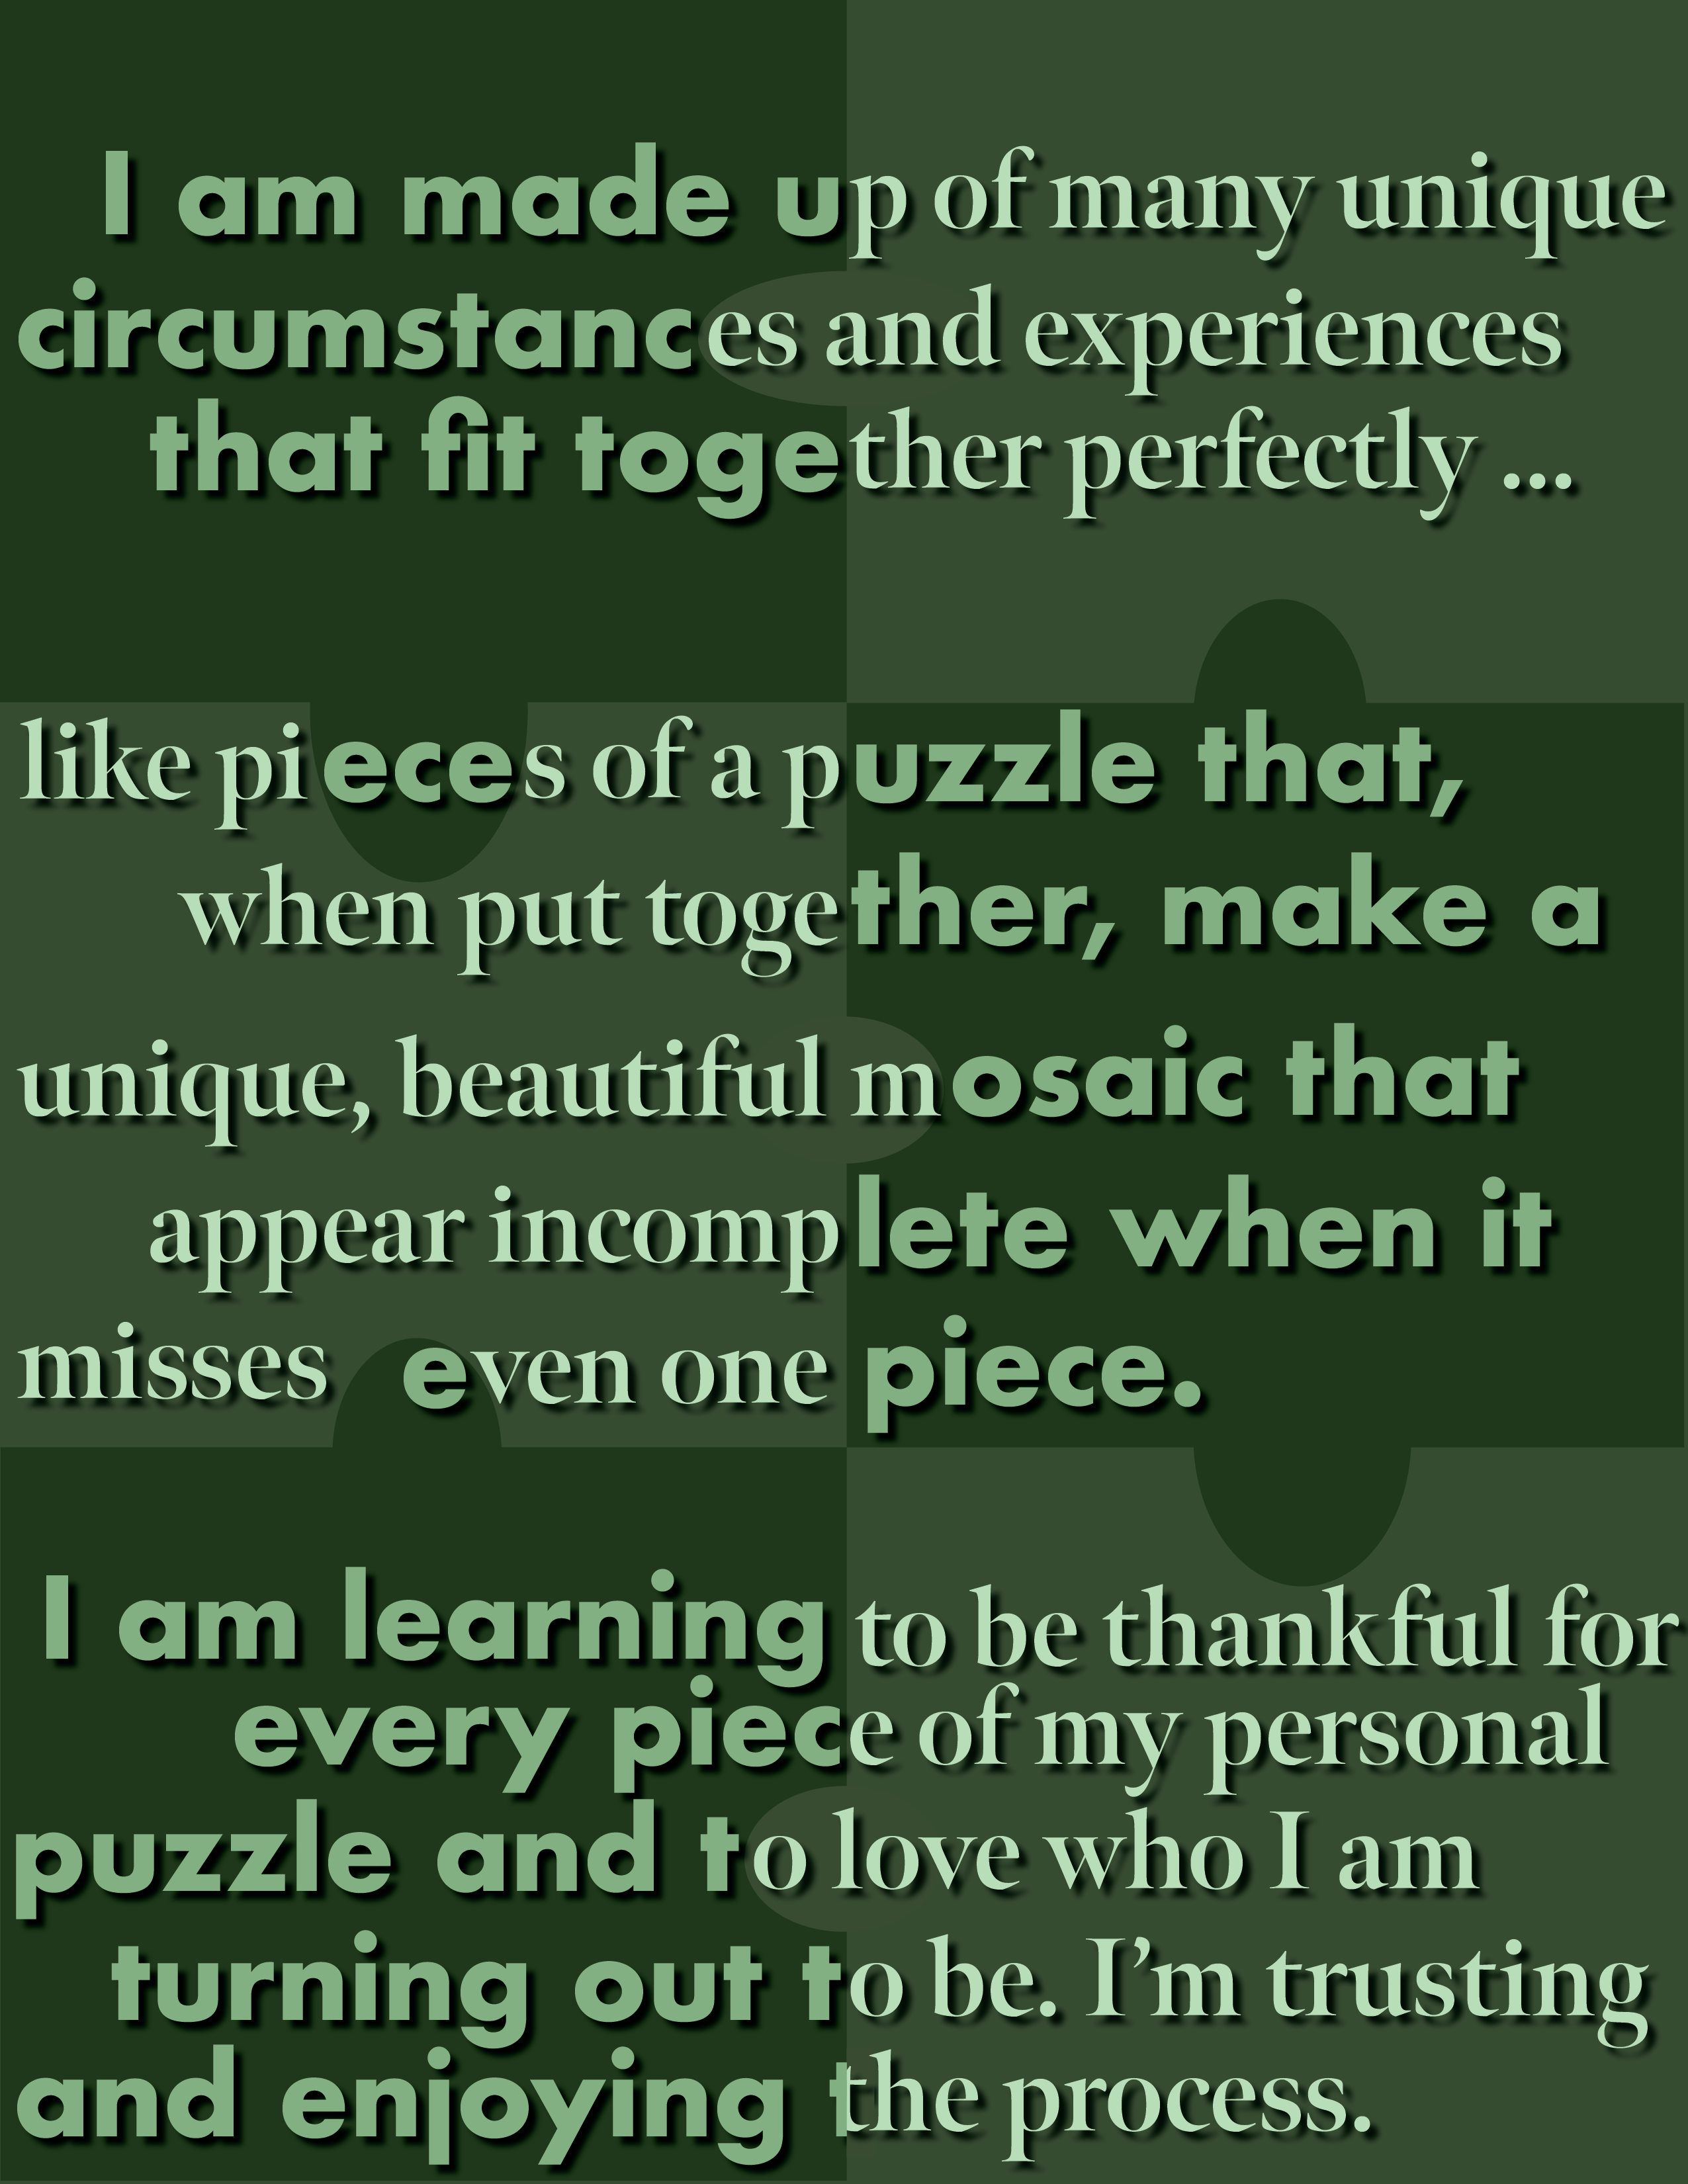 I am made up of many unique
circumstances and experiences
that fit together perfectly ...
like pieces of a puzzle that,
when put together, make a
unique, beautiful mosaic that
appear incomplete when it
misses even one piece.
I am learning to be thankful for
every piece of my personal
puzzle and to love who I am
turning out to be. I’m trusting
and enjoying the process.